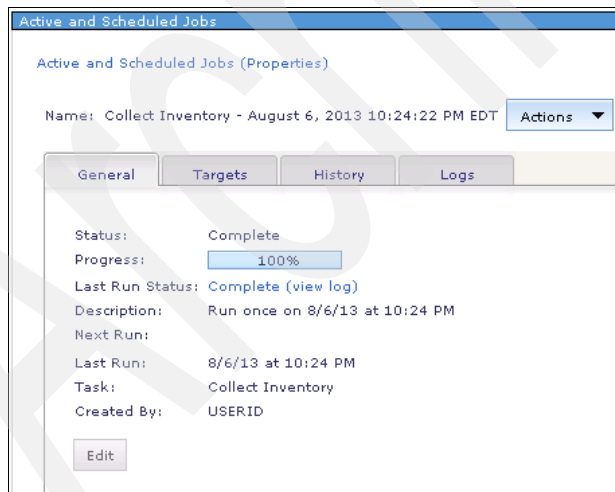 Active and Scheduled Jobs
Active and Scheduled Jobs (Properties)
Name: Collect Inventory - August 6, 2013 10:24:22 PM EDT Actions
General Targets History Logs
Status: Complete
Progress: 100%
Last Run Status: Complete (view log)
Description: Run once on 8/6/13 at 10:24 PM
Next Run:
Last Run: 8/6/13 at 10:24 PM
Task: Collect Inventory
Created By: USERID
Edit